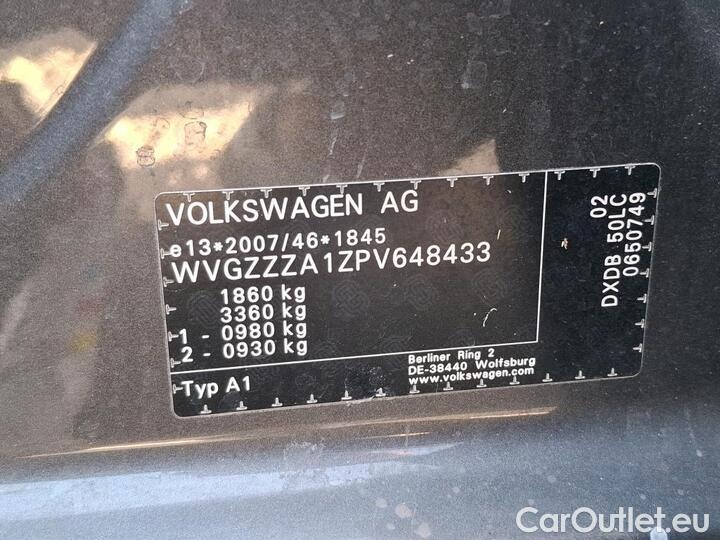 VOLKSWAGEN AG
e13*2007/46*1845
WVGZZZA1ZPV648433
1860 kg
3360 kg
1 - 0980 kg
2 - 0930 kg
Typ A1
Berliner Ring 2
DE-38440 Wolfsburg
www.volkswagen.com
02
DXDB 50LC
0650749
CarOutlet.eu